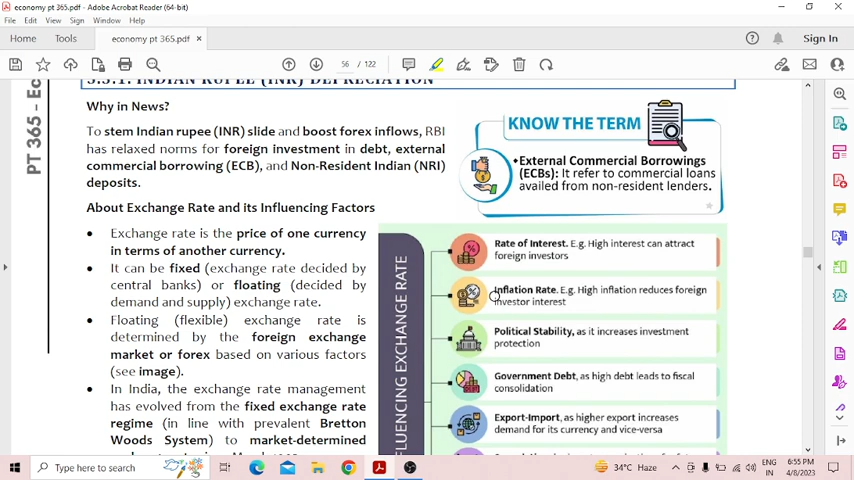 economy pt 365.pdf - Adobe Acrobat Reader (64-bit)
File Edit View Sign Window Help
Home Tools economy pt 365.pdf × Sign In
56 / 122
PT 365 - Ec
3.3.1. INDIAN RUPEE (INR) DEPRECIATION
Why in News?
To stem Indian rupee (INR) slide and boost forex inflows, RBI
has relaxed norms for foreign investment in debt, external
commercial borrowing (ECB), and Non-Resident Indian (NRI)
deposits.
KNOW THE TERM
• External Commercial Borrowings
(ECBs): It refer to commercial loans
availed from non-resident lenders.
About Exchange Rate and its Influencing Factors
• Exchange rate is the price of one currency
in terms of another currency.
• It can be fixed (exchange rate decided by
central banks) or floating (decided by
demand and supply) exchange rate.
• Floating (flexible) exchange rate is
determined by the foreign exchange
market or forex based on various factors
(see image).
• In India, the exchange rate management
has evolved from the fixed exchange rate
regime (in line with prevalent Bretton
Woods System) to market-determined
FLUENCING EXCHANGE RATE
Rate of Interest. E.g. High interest can attract
foreign investors
Inflation Rate. E.g. High inflation reduces foreign
investor interest
Political Stability, as it increases investment
protection
Government Debt, as high debt leads to fiscal
consolidation
Export-Import, as higher export increases
demand for its currency and vice-versa
Type here to search
34°C Haze
ENG
IN
6:55 PM
4/8/2023